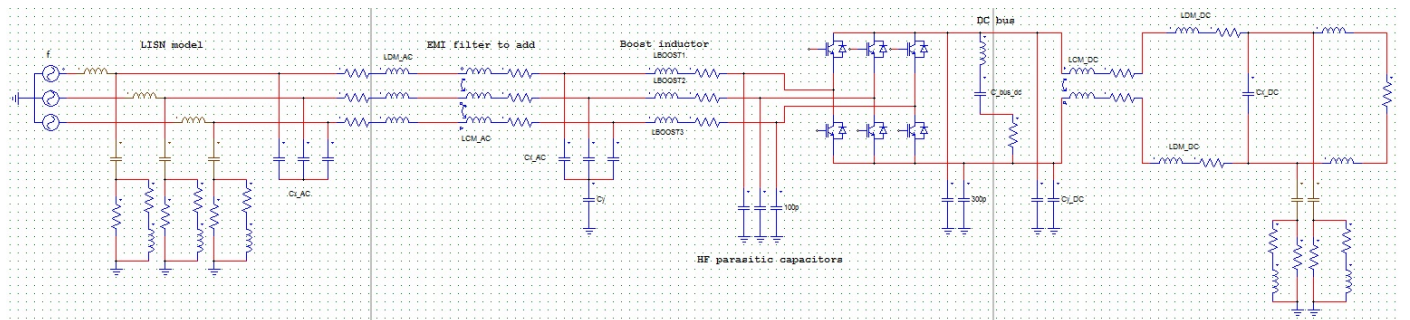 DC bus
LDM_DC
LISN model
EMI filter to add
Boost inductor
f
LDM_AC
LBOOST1
LCM_DC
LBOOST2
C_bus_dc
Cx_DC
LCM_AC
LBOOST3
LDM_DC
Cx_AC
Cx_AC
Cy
100p
300p
Cy_DC
HF parasitic capacitors